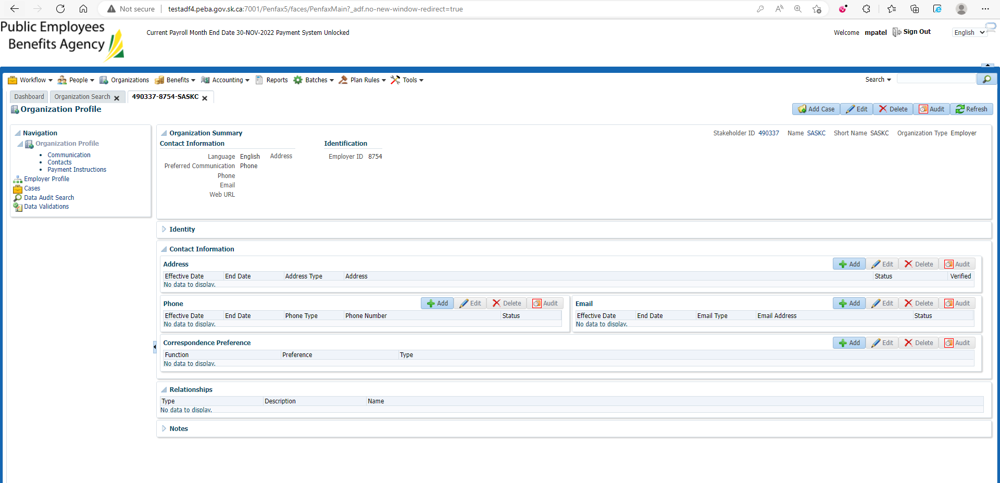 Not secure testadf4.peba.gov.sk.ca:7001/Penfax5/faces/PenfaxMain?_adf.no-new-window-redirect=true
Public Employees
Benefits Agency
Current Payroll Month End Date 30-NOV-2022 Payment System Unlocked
Welcome mpatel Sign Out English
Workflow People Organizations Benefits Accounting Reports Batches Plan Rules Tools Search
Dashboard Organization Search 490337-8754-SASKC
Organization Profile Add Case Edit Delete Audit Refresh
Navigation
Organization Profile
Communication
Contacts
Payment Instructions
Employer Profile
Cases
Data Audit Search
Data Validations
Organization Summary Stakeholder ID 490337 Name SASKC Short Name SASKC Organization Type Employer
Contact Information Identification
Language English Address Employer ID 8754
Preferred Communication Phone
Phone
Email
Web URL
Identity
Contact Information
Address Add Edit Delete Audit
Effective Date End Date Address Type Address Status Verified
No data to display.
Phone Add Edit Delete Audit
Effective Date End Date Phone Type Phone Number Status
No data to display.
Email Add Edit Delete Audit
Effective Date End Date Email Type Email Address Status
No data to display.
Correspondence Preference Add Edit Delete Audit
Function Preference Type
No data to display.
Relationships
Type Description Name
No data to display.
Notes